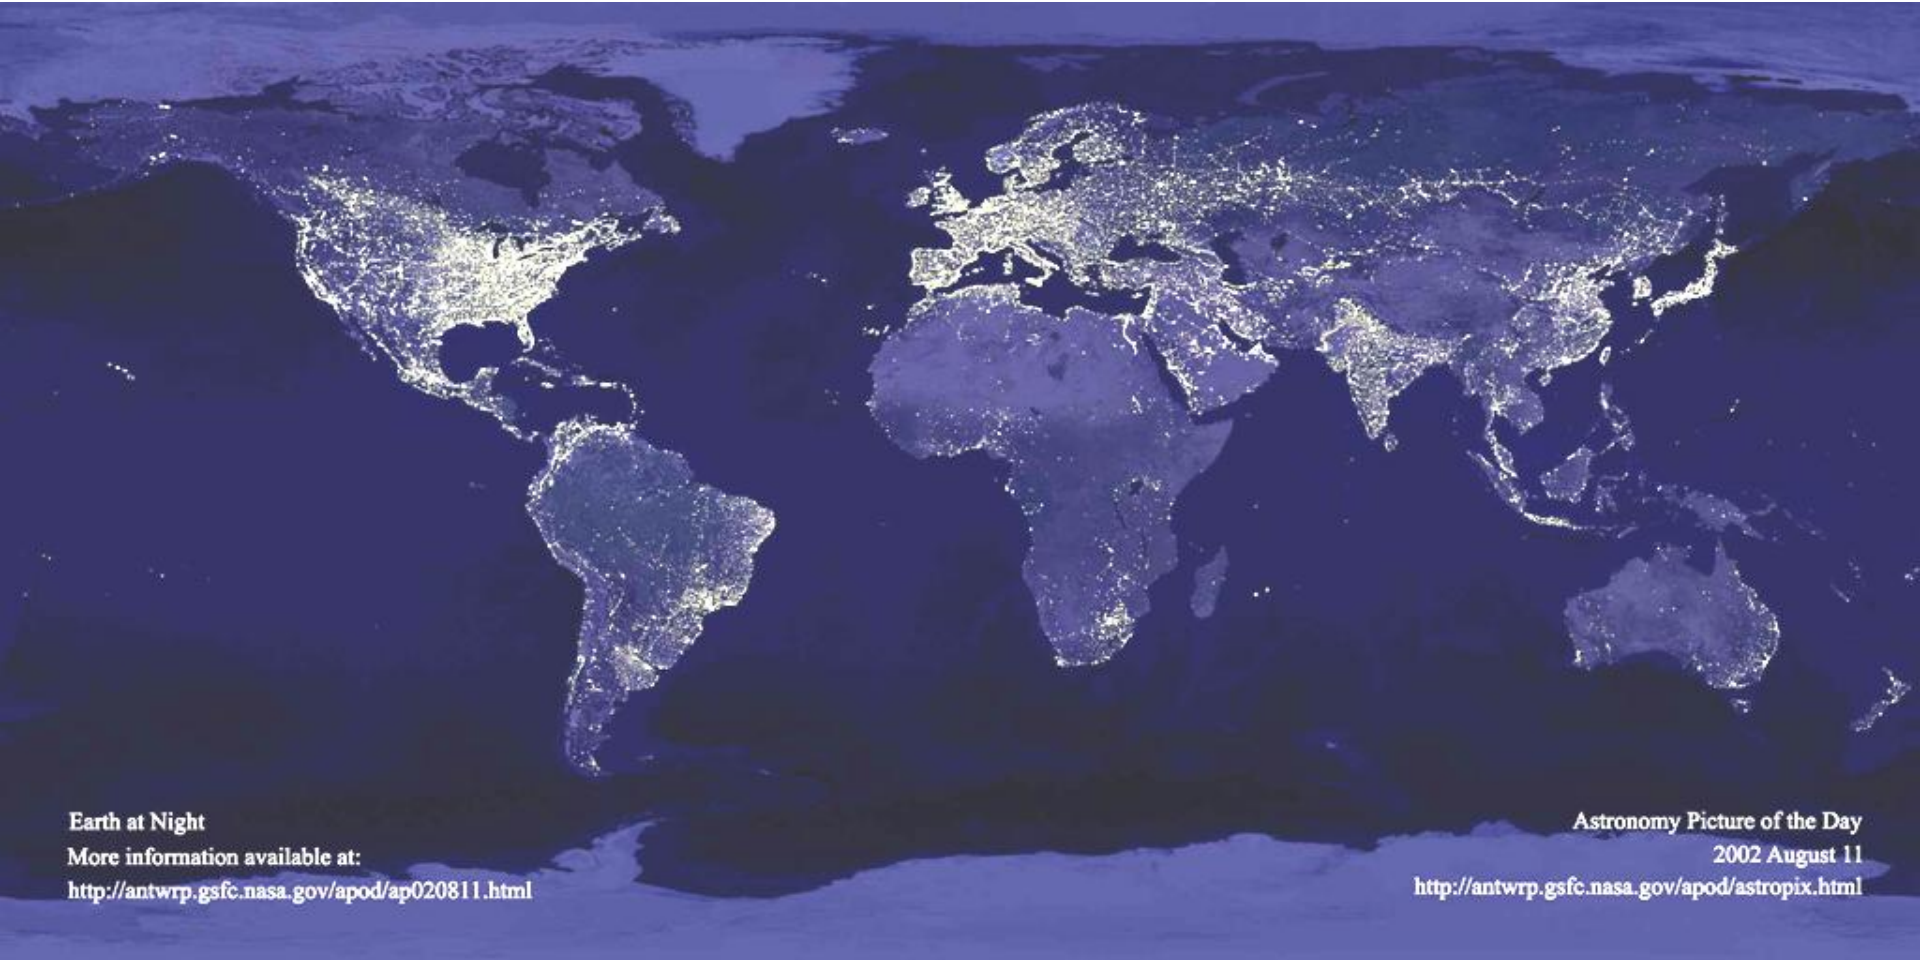 Earth at Night
More information available at:
http://antwrp.gsfc.nasa.gov/apod/ap020811.html
Astronomy Picture of the Day
2002 August 11
http://antwrp.gsfc.nasa.gov/apod/astropix.html